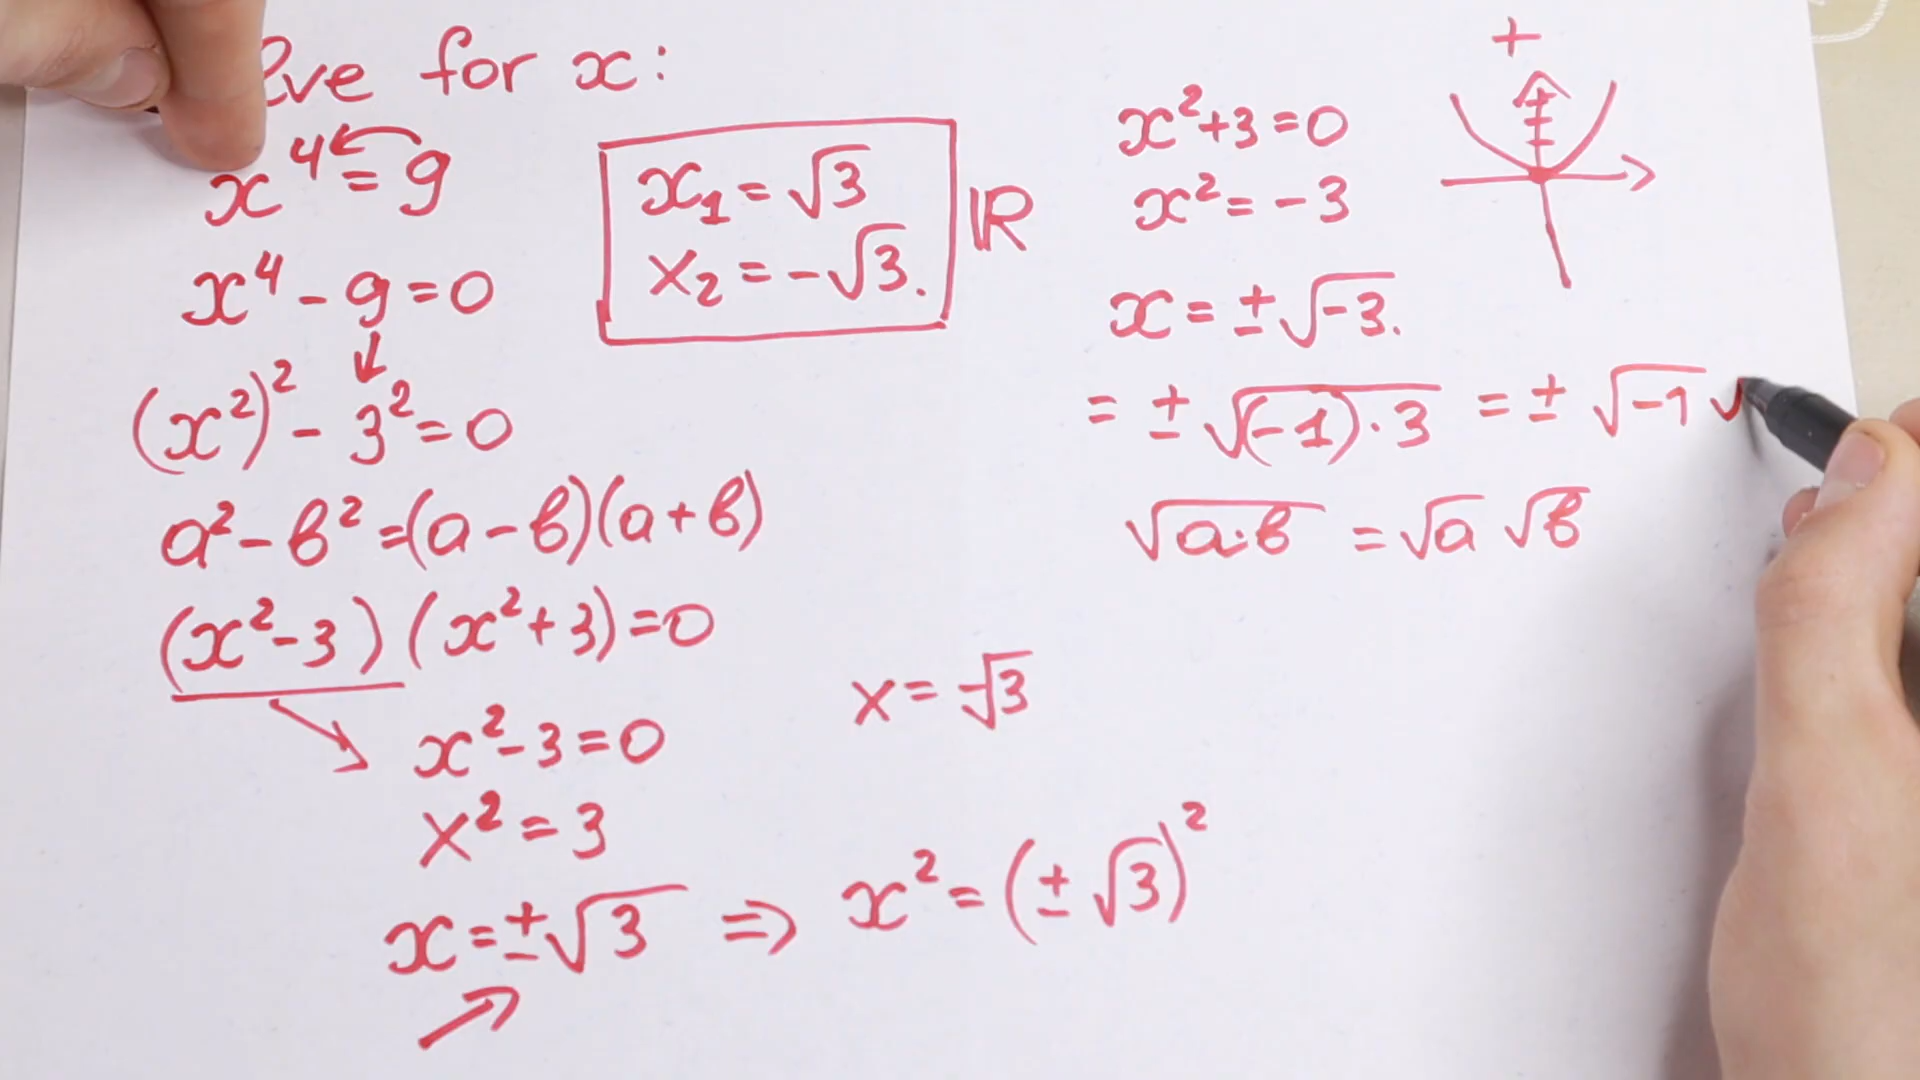 for x:
x⁴ = 9
x⁴ - 9 = 0
(x²)² - 3² = 0
a² - b² = (a - b)(a + b)
(x² - 3)(x² + 3) = 0
x² - 3 = 0
x² = 3
x = ±√3 ⇒ x² = (±√3)²
x = -√3
x₁ = √3
x₂ = -√3.
ℝ
x² + 3 = 0
x² = -3
x = ±√-3.
= ±√(-1)·3 = ±√-1 √
√a·b = √a √b
+